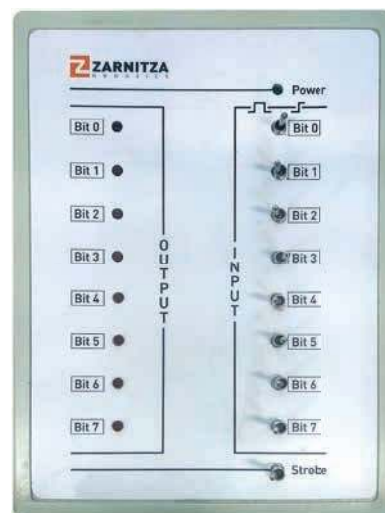 ZARNITZA
ROBOTICS
Power
Bit 0
Bit 1
Bit 2
Bit 3
Bit 4
Bit 5
Bit 6
Bit 7
OUTPUT
INPUT
Bit 0
Bit 1
Bit 2
Bit 3
Bit 4
Bit 5
Bit 6
Bit 7
Strobe